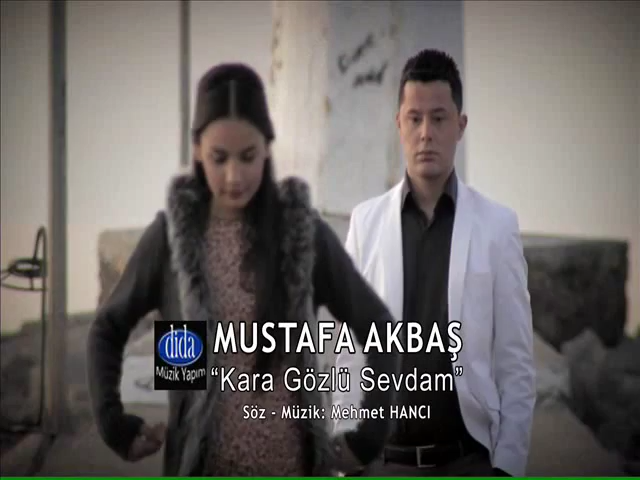 MUSTAFA AKBAŞ
dida
Müzik Yapım
“Kara Gözlü Sevdam”
Söz - Müzik: Mehmet HANCI